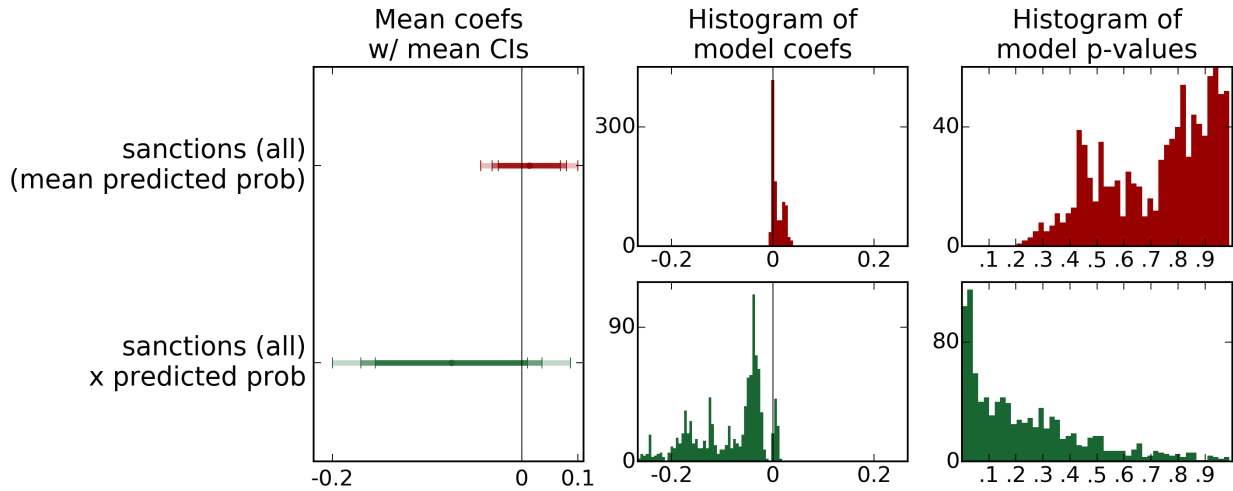 Mean coefs
w/ mean CIs
Histogram of
model coefs
Histogram of
model p-values
sanctions (all)
(mean predicted prob)
300
0
-0.2 0 0.2
40
0
.1 .2 .3 .4 .5 .6 .7 .8 .9
sanctions (all)
x predicted prob
-0.2 0 0.1
90
0
-0.2 0 0.2
80
0
.1 .2 .3 .4 .5 .6 .7 .8 .9